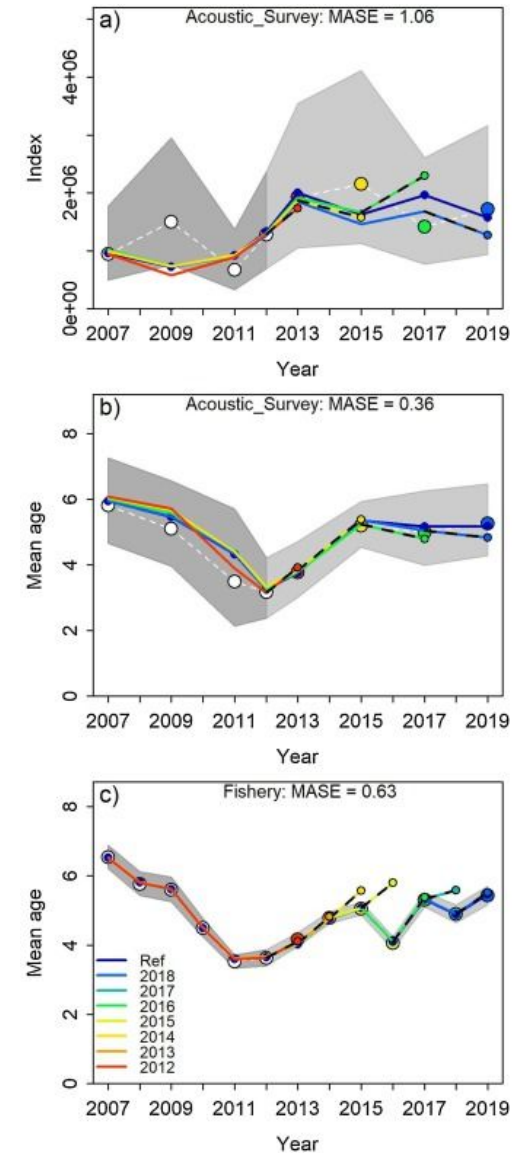 a) Acoustic_Survey: MASE = 1.06
4e+06
2e+06
0e+00
Index
2007 2009 2011 2013 2015 2017 2019
Year
b) Acoustic_Survey: MASE = 0.36
8
6
4
2
0
Mean age
2007 2009 2011 2013 2015 2017 2019
Year
c) Fishery: MASE = 0.63
8
6
4
2
0
Mean age
Ref
2018
2017
2016
2015
2014
2013
2012
2007 2009 2011 2013 2015 2017 2019
Year